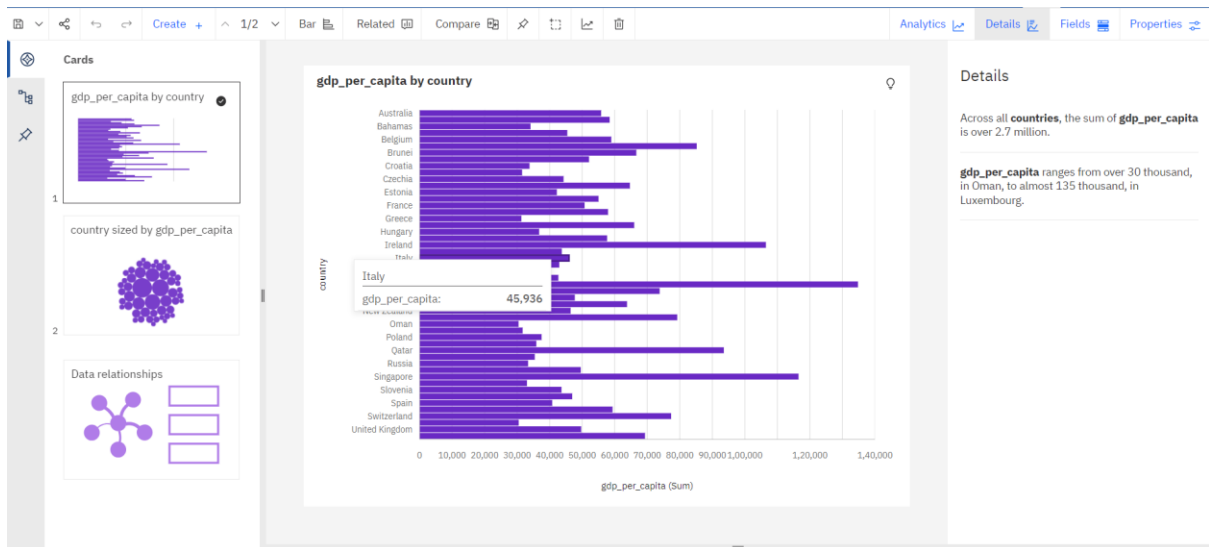 Create +
1/2
Bar
Related
Compare
Analytics
Details
Fields
Properties
Cards
gdp_per_capita by country
1
country sized by gdp_per_capita
2
Data relationships
gdp_per_capita by country
country
Australia
Bahamas
Belgium
Brunei
Croatia
Czechia
Estonia
France
Greece
Hungary
Ireland
Italy
Italy
gdp_per_capita: 45,936
New Zealand
Oman
Poland
Qatar
Russia
Singapore
Slovenia
Spain
Switzerland
United Kingdom
0 10,000 20,000 30,000 40,000 50,000 60,000 70,000 80,000 90,000 1,00,000 1,20,000 1,40,000
gdp_per_capita (Sum)
Details
Across all countries, the sum of gdp_per_capita
is over 2.7 million.
gdp_per_capita ranges from over 30 thousand,
in Oman, to almost 135 thousand, in
Luxembourg.